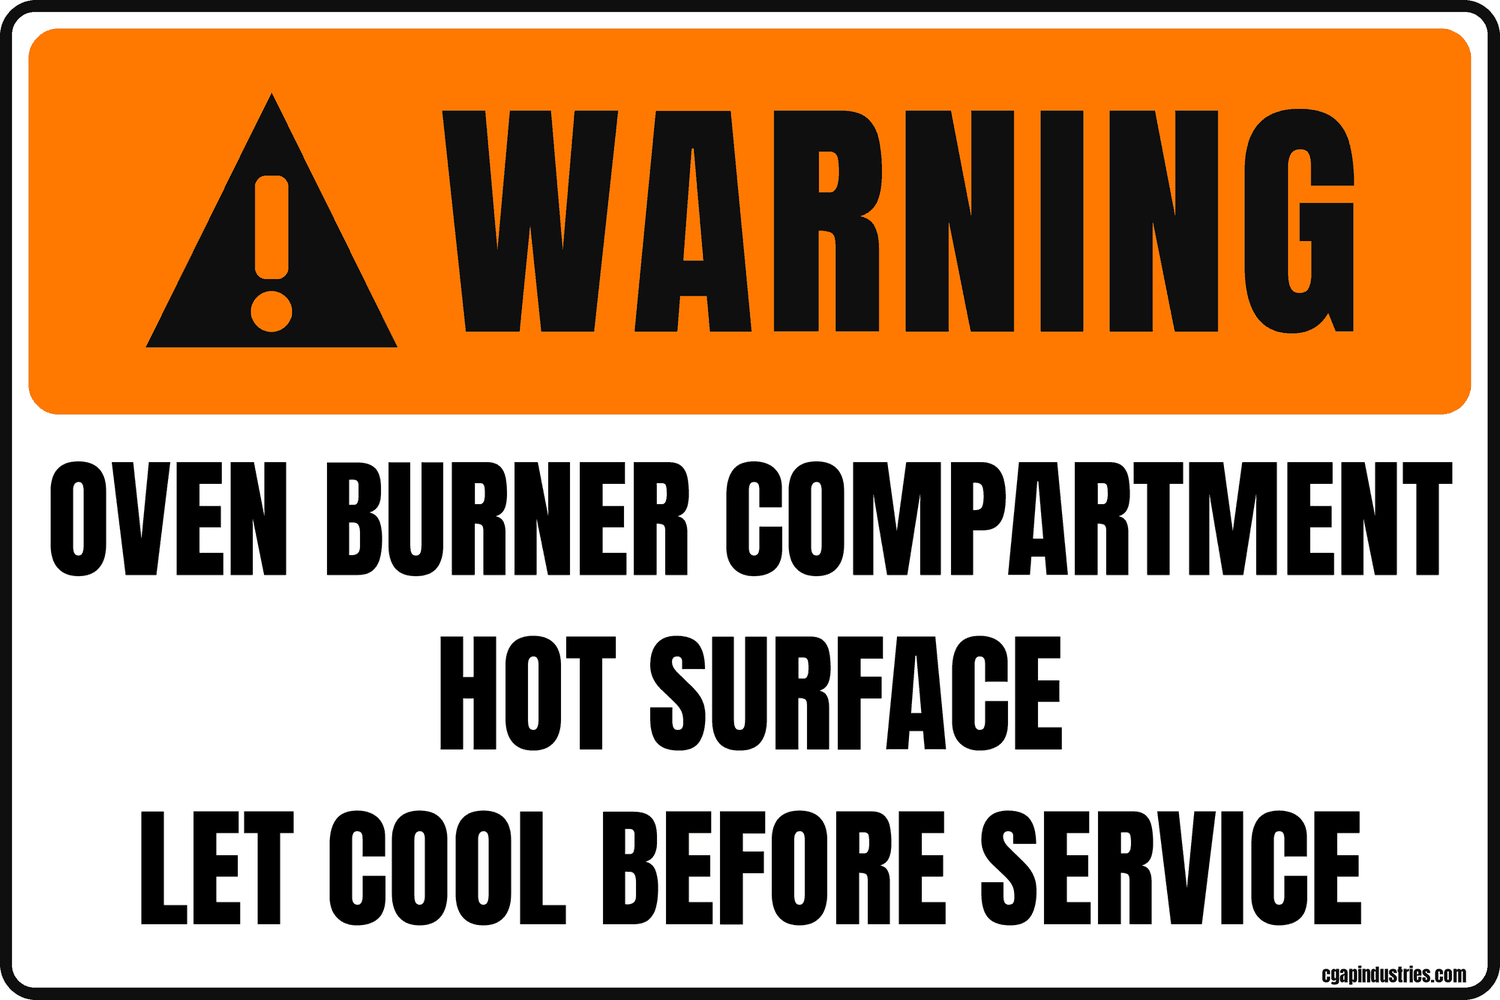 WARNING
OVEN BURNER COMPARTMENT
HOT SURFACE
LET COOL BEFORE SERVICE
cgapindustries.com